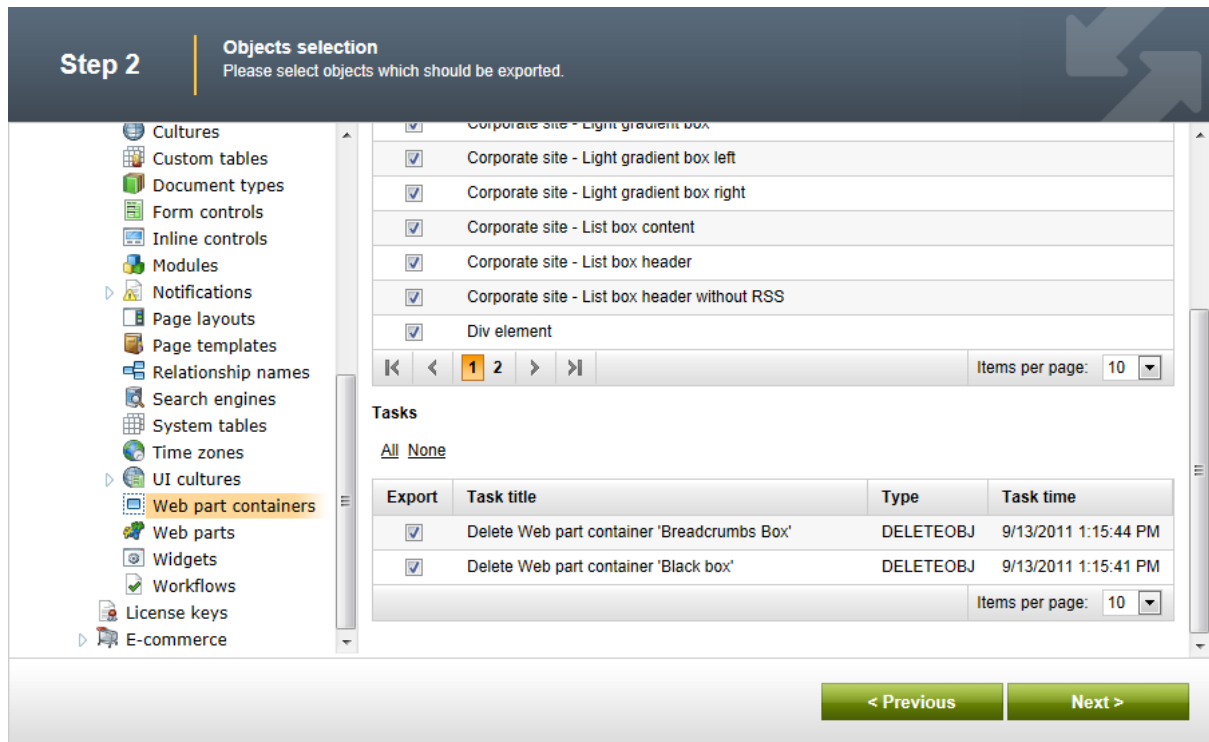 Step 2
Objects selection
Please select objects which should be exported.
Cultures
Custom tables
Document types
Form controls
Inline controls
Modules
Notifications
Page layouts
Page templates
Relationship names
Search engines
System tables
Time zones
UI cultures
Web part containers
Web parts
Widgets
Workflows
License keys
E-commerce
Corporate site - Light gradient box
Corporate site - Light gradient box left
Corporate site - Light gradient box right
Corporate site - List box content
Corporate site - List box header
Corporate site - List box header without RSS
Div element
1 2 Items per page: 10
Tasks
All None
Export Task title Type Task time
Delete Web part container 'Breadcrumbs Box' DELETEOBJ 9/13/2011 1:15:44 PM
Delete Web part container 'Black box' DELETEOBJ 9/13/2011 1:15:41 PM
Items per page: 10
< Previous Next >